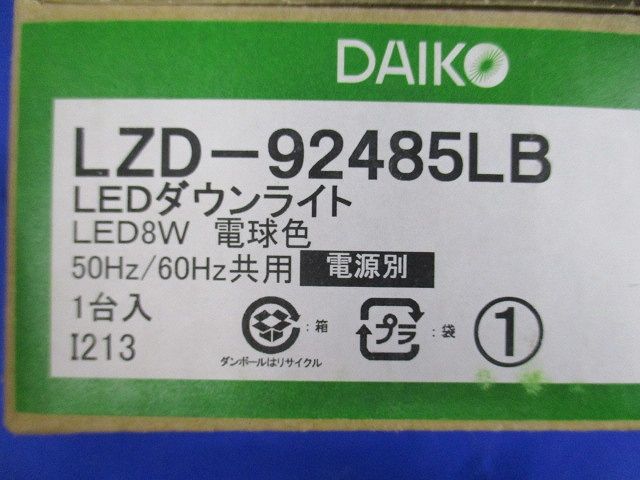 DAIKO
LZD-92485LB
LEDダウンライト
LED8W 電球色
50Hz/60Hz共用 電源別
1台入
I213
:箱
ダンボールはリサイクル
プラ :袋
①